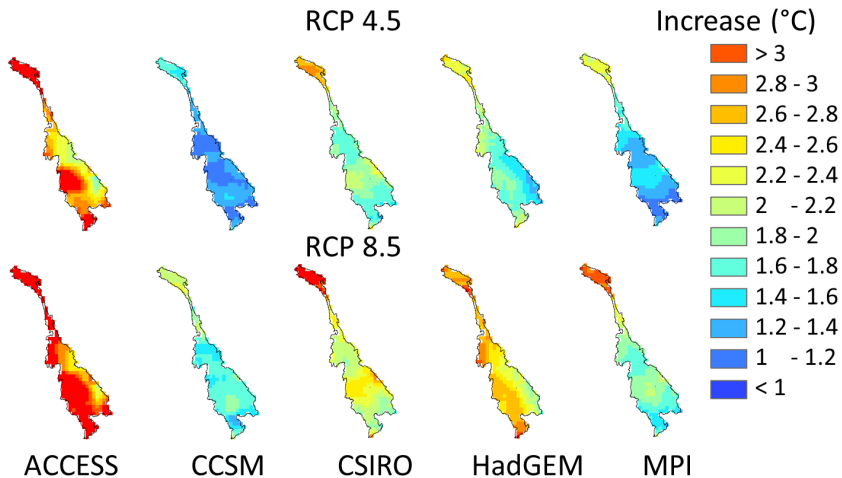 RCP 4.5
Increase (°C)
> 3
2.8 - 3
2.6 - 2.8
2.4 - 2.6
2.2 - 2.4
2 - 2.2
1.8 - 2
1.6 - 1.8
1.4 - 1.6
1.2 - 1.4
1 - 1.2
< 1
RCP 8.5
ACCESS CCSM CSIRO HadGEM MPI